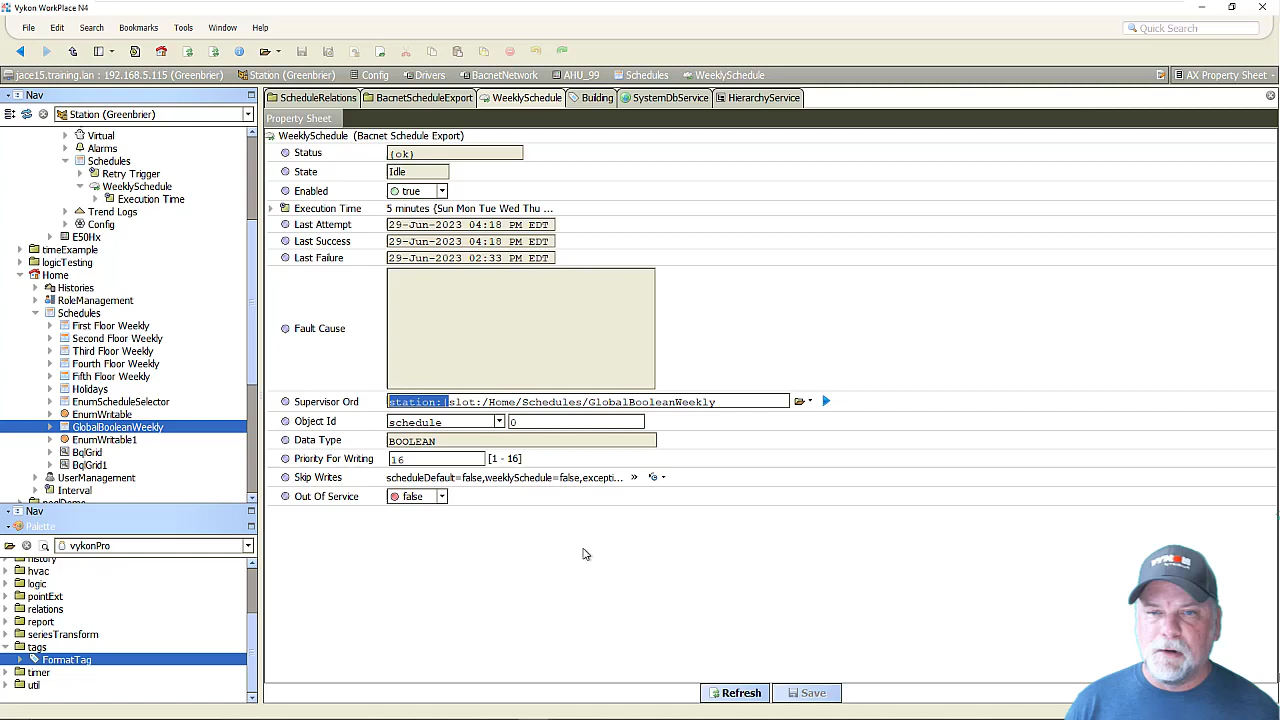 Vykon WorkPlace N4
File Edit Search Bookmarks Tools Window Help
Quick Search
jace15.training.lan : 192.168.5.115 (Greenbrier) Station (Greenbrier) Config Drivers BacnetNetwork AHU_99 Schedules WeeklySchedule AX Property Sheet
Nav
Station (Greenbrier)
Virtual
Alarms
Schedules
Retry Trigger
WeeklySchedule
Execution Time
Trend Logs
Config
E50Hx
timeExample
logicTesting
Home
Histories
RoleManagement
Schedules
First Floor Weekly
Second Floor Weekly
Third Floor Weekly
Fourth Floor Weekly
Fifth Floor Weekly
Holidays
EnumScheduleSelector
EnumWritable
GlobalBooleanWeekly
EnumWritable1
BqlGrid
BqlGrid1
UserManagement
Interval
Nav
Palette
vykonPro
history
hvac
logic
pointExt
relations
report
seriesTransform
tags
FormatTag
timer
util
ScheduleRelations BacnetScheduleExport WeeklySchedule Building SystemDbService HierarchyService
Property Sheet
WeeklySchedule (Bacnet Schedule Export)
Status {ok}
State Idle
Enabled true
Execution Time 5 minutes {Sun Mon Tue Wed Thu ...
Last Attempt 29-Jun-2023 04:18 PM EDT
Last Success 29-Jun-2023 04:18 PM EDT
Last Failure 29-Jun-2023 02:33 PM EDT
Fault Cause
Supervisor Ord station:|slot:/Home/Schedules/GlobalBooleanWeekly
Object Id schedule 0
Data Type BOOLEAN
Priority For Writing 16 [1 - 16]
Skip Writes scheduleDefault=false,weeklySchedule=false,excepti... »
Out Of Service false
Refresh Save
VYKON